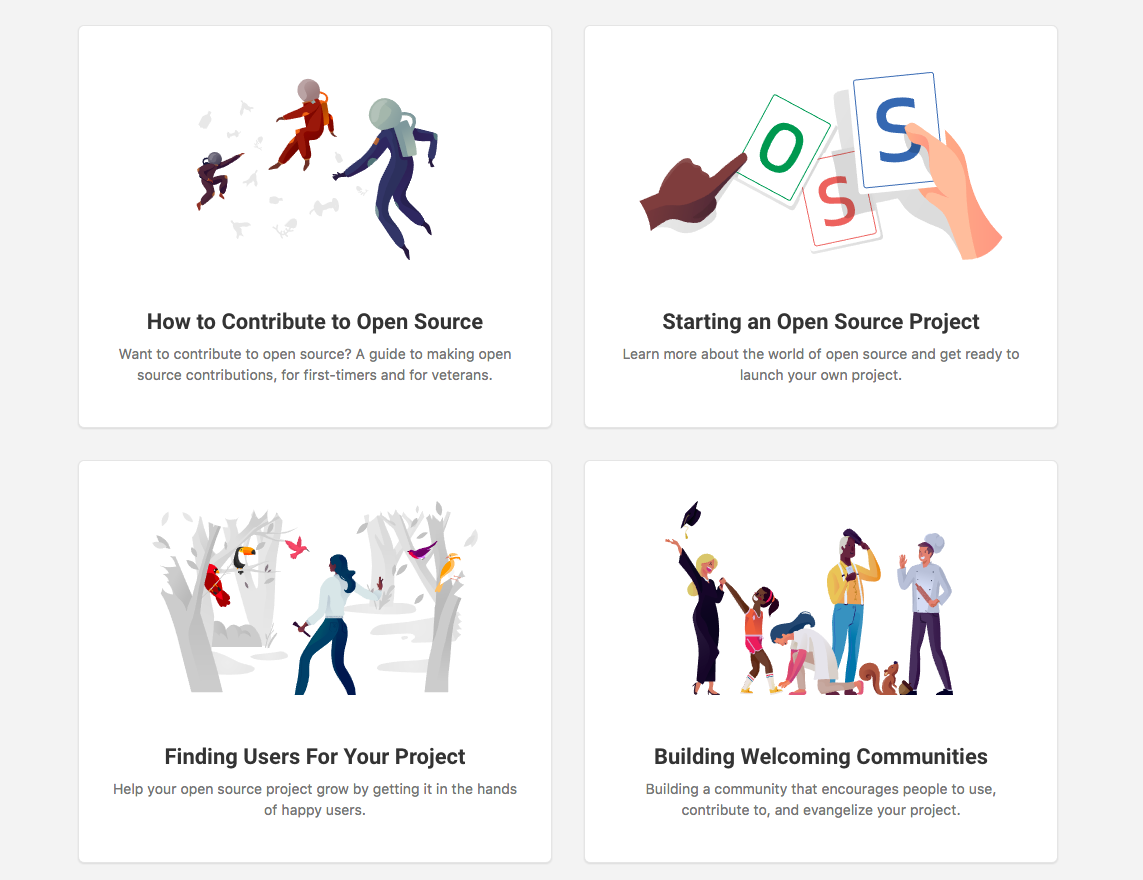 O
S
S
How to Contribute to Open Source
Want to contribute to open source? A guide to making open
source contributions, for first-timers and for veterans.
Starting an Open Source Project
Learn more about the world of open source and get ready to
launch your own project.
Finding Users For Your Project
Help your open source project grow by getting it in the hands
of happy users.
Building Welcoming Communities
Building a community that encourages people to use,
contribute to, and evangelize your project.